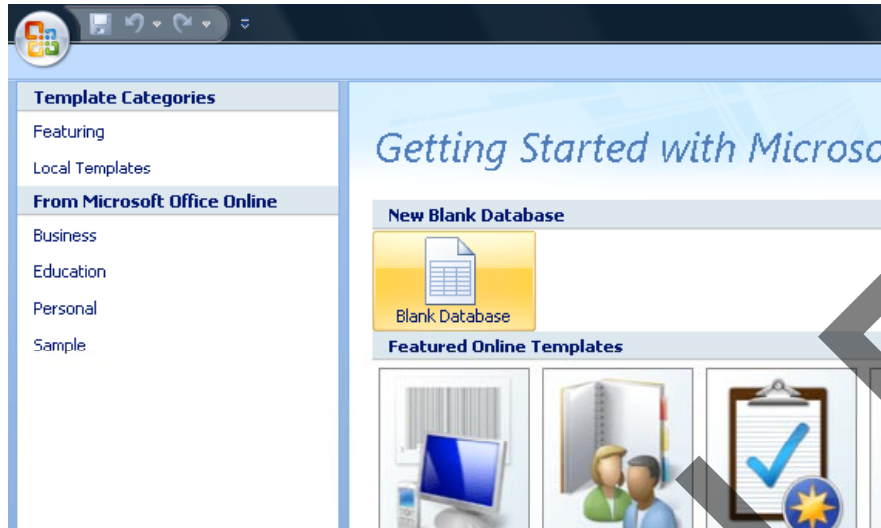 Template Categories
Featuring
Local Templates
From Microsoft Office Online
Business
Education
Personal
Sample
Getting Started with Microso
New Blank Database
Blank Database
Featured Online Templates